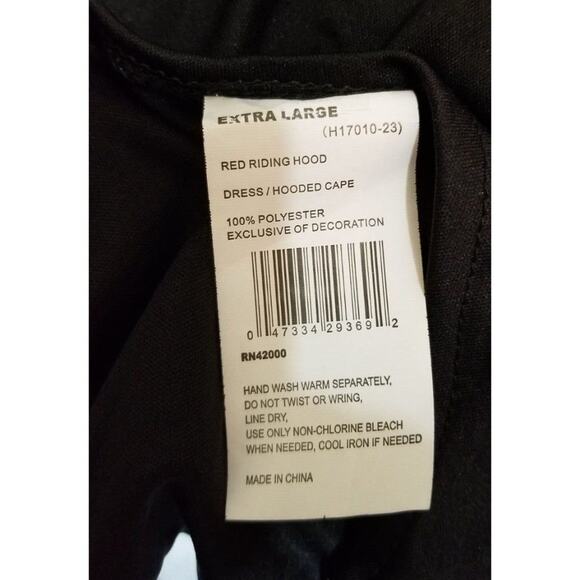 EXTRA LARGE
(H17010-23)
RED RIDING HOOD
DRESS / HOODED CAPE
100% POLYESTER
EXCLUSIVE OF DECORATION
0 47334 29369 2
RN42000
HAND WASH WARM SEPARATELY,
DO NOT TWIST OR WRING,
LINE DRY,
USE ONLY NON-CHLORINE BLEACH
WHEN NEEDED, COOL IRON IF NEEDED
MADE IN CHINA